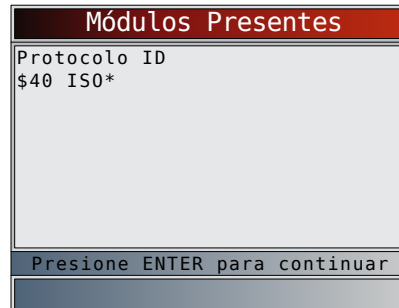 Módulos Presentes
Protocolo ID
$40 ISO*
Presione ENTER para continuar